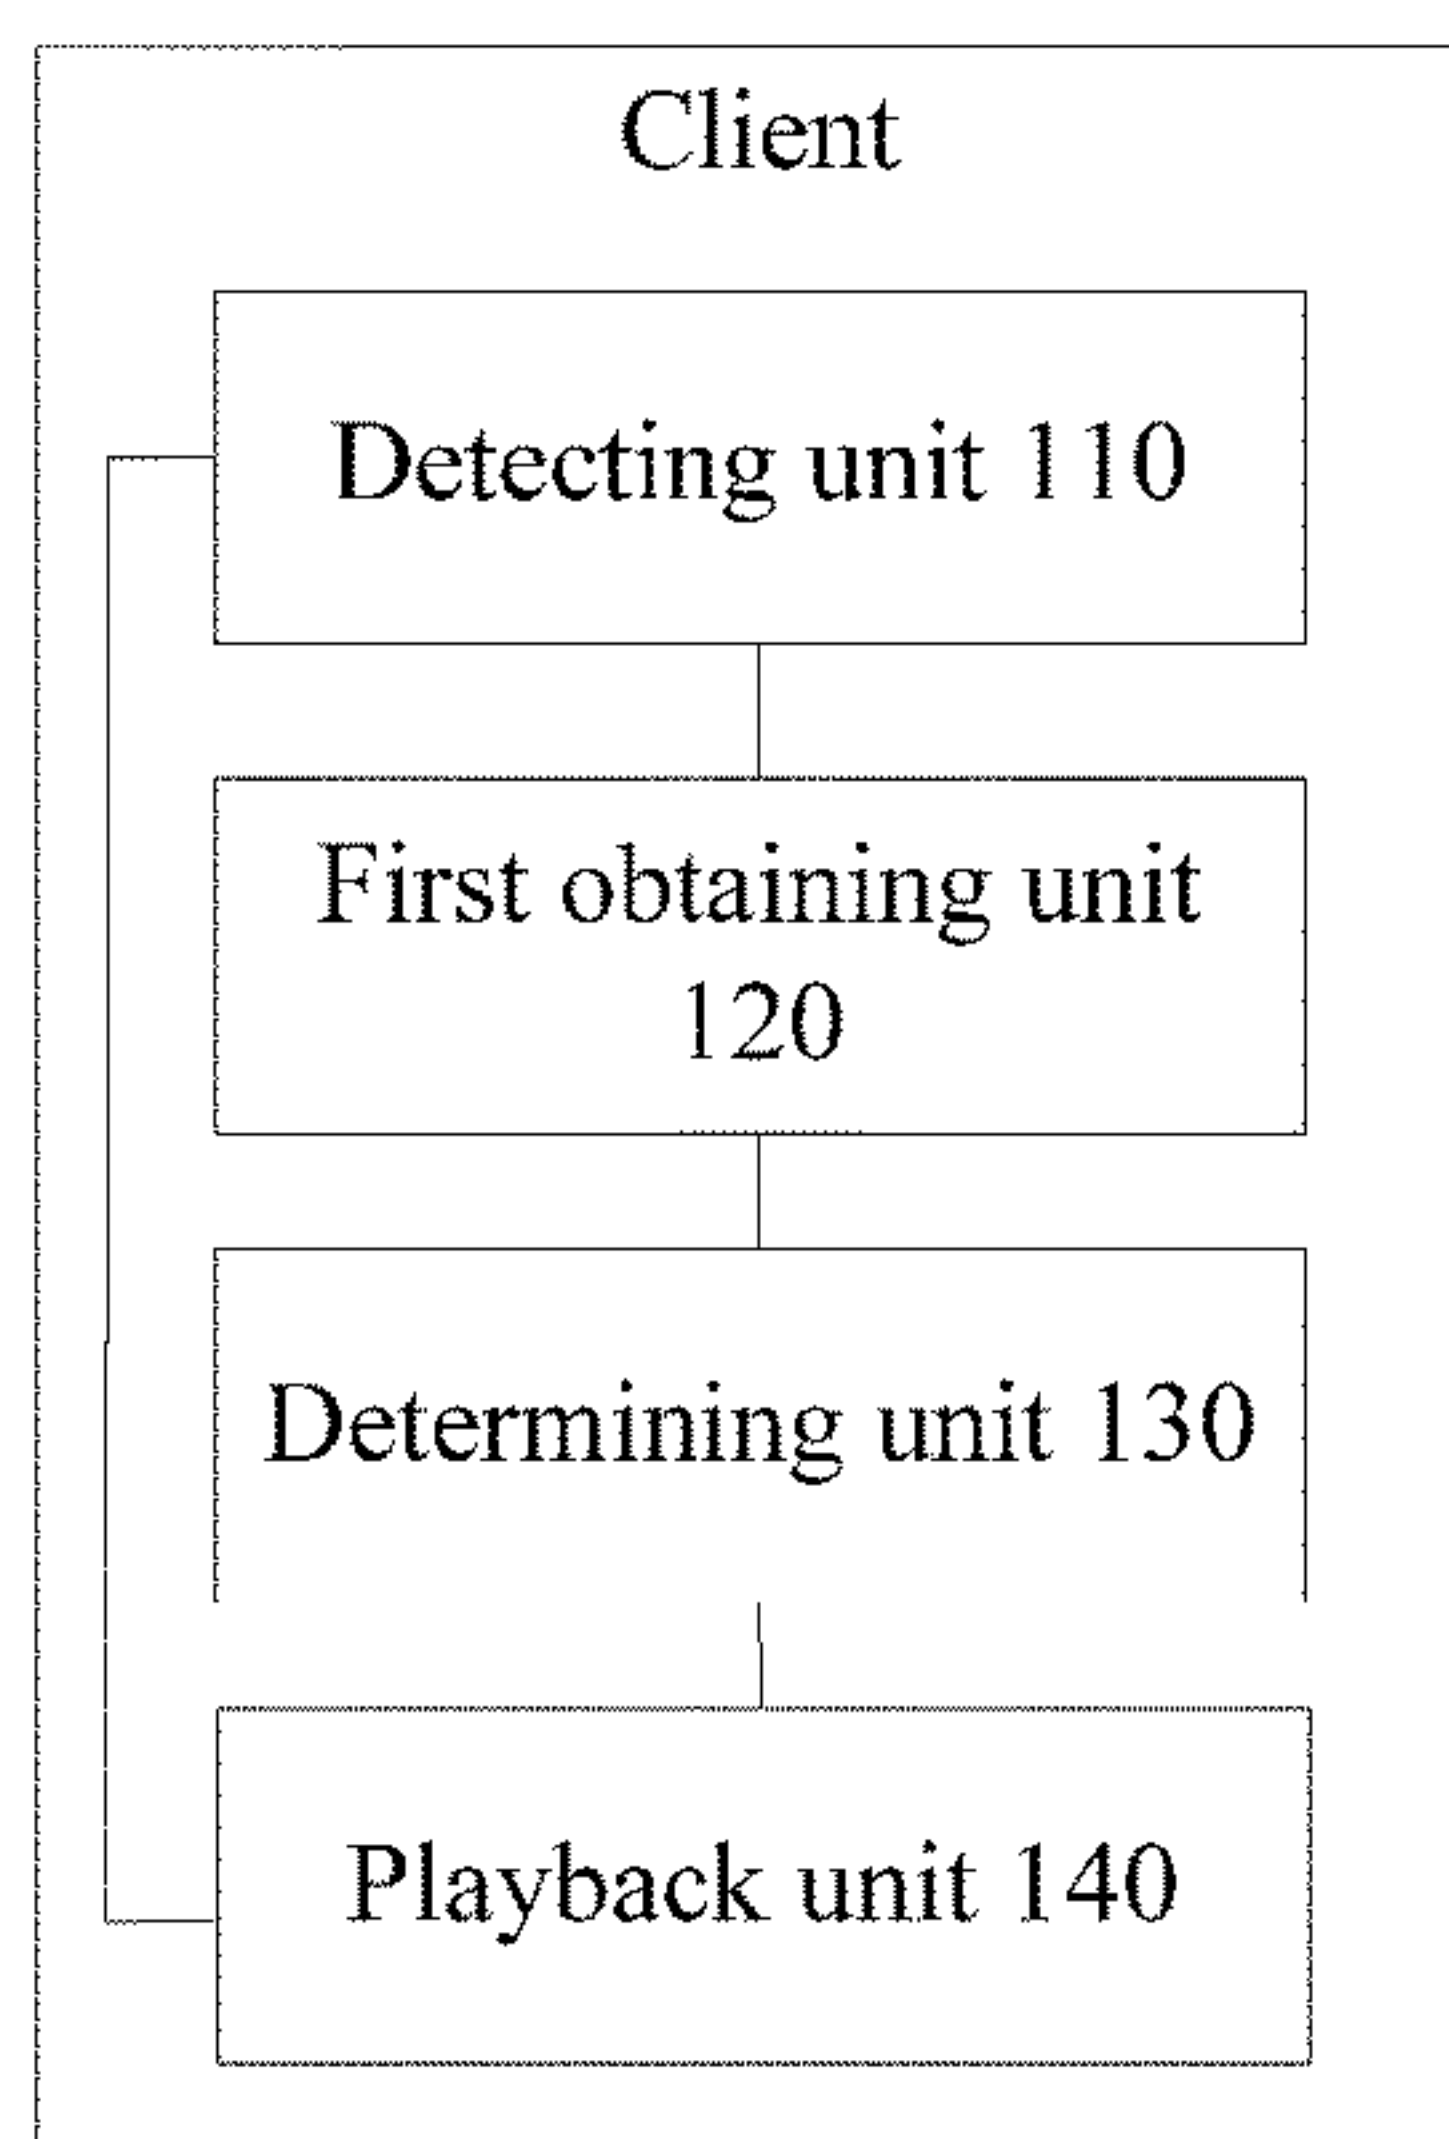 Client
Detecting unit 110
First obtaining unit
120
Determining unit 130
Playback unit 140